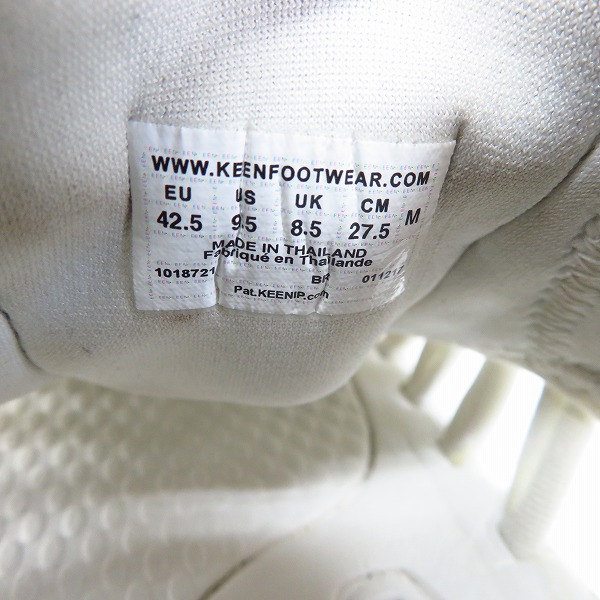 WWW.KEENFOOTWEAR.COM
EU US UK CM
42.5 9.5 8.5 27.5 M
MADE IN THAILAND
Fabriqué en Thaïlande
1018721 BR
Pat.KEENIP.com